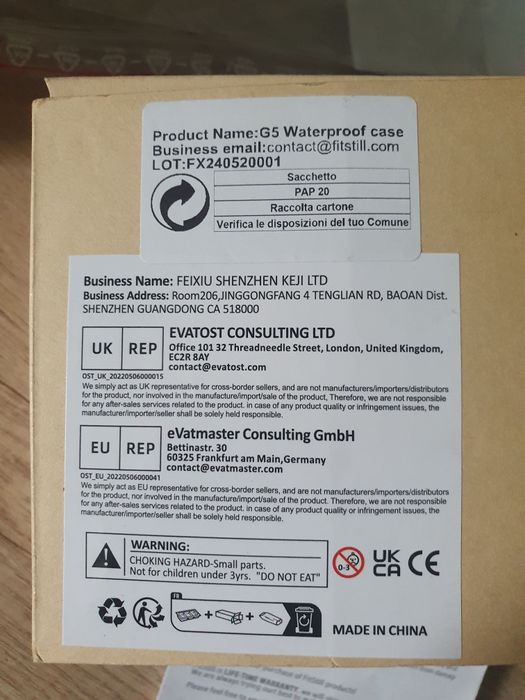 Product Name:G5 Waterproof case
Business email:contact@fitstill.com
LOT:FX240520001
Sacchetto
PAP 20
Raccolta cartone
Verifica le disposizioni del tuo Comune
Business Name: FEIXIU SHENZHEN KEJI LTD
Business Address: Room206,JINGGONGFANG 4 TENGLIAN RD, BAOAN Dist.
SHENZHEN GUANGDONG CA 518000
UK REP
EVATOST CONSULTING LTD
Office 101 32 Threadneedle Street, London, United Kingdom,
EC2R 8AY
contact@evatost.com
OST_UK_20220506000015
We simply act as UK representative for cross-border sellers, and are not manufacturers/importers/distributors
for the product, nor involved in the manufacture/import/sale of the product, Therefore, we are not responsible
for any after-sales services related to the product. in case of any product quality or infringement issues, the
manufacturer/importer/seller shall be solely held responsible.
EU REP
eVatmaster Consulting GmbH
Bettinastr. 30
60325 Frankfurt am Main,Germany
contact@evatmaster.com
OST_EU_20220506000041
We simply act as EU representative for cross-border sellers, and are not manufacturers/importers/distributors
for the product, nor involved in the manufacture/import/sale of the product, Therefore, we are not responsible
for any after-sales services related to the product. in case of any product quality or infringement issues, the
manufacturer/importer/seller shall be solely held responsible.
WARNING:
CHOKING HAZARD-Small parts.
Not for children under 3yrs. "DO NOT EAT"
0-3
UK
CA
CE
FR
MADE IN CHINA
LIFE-TIME WARRANTY